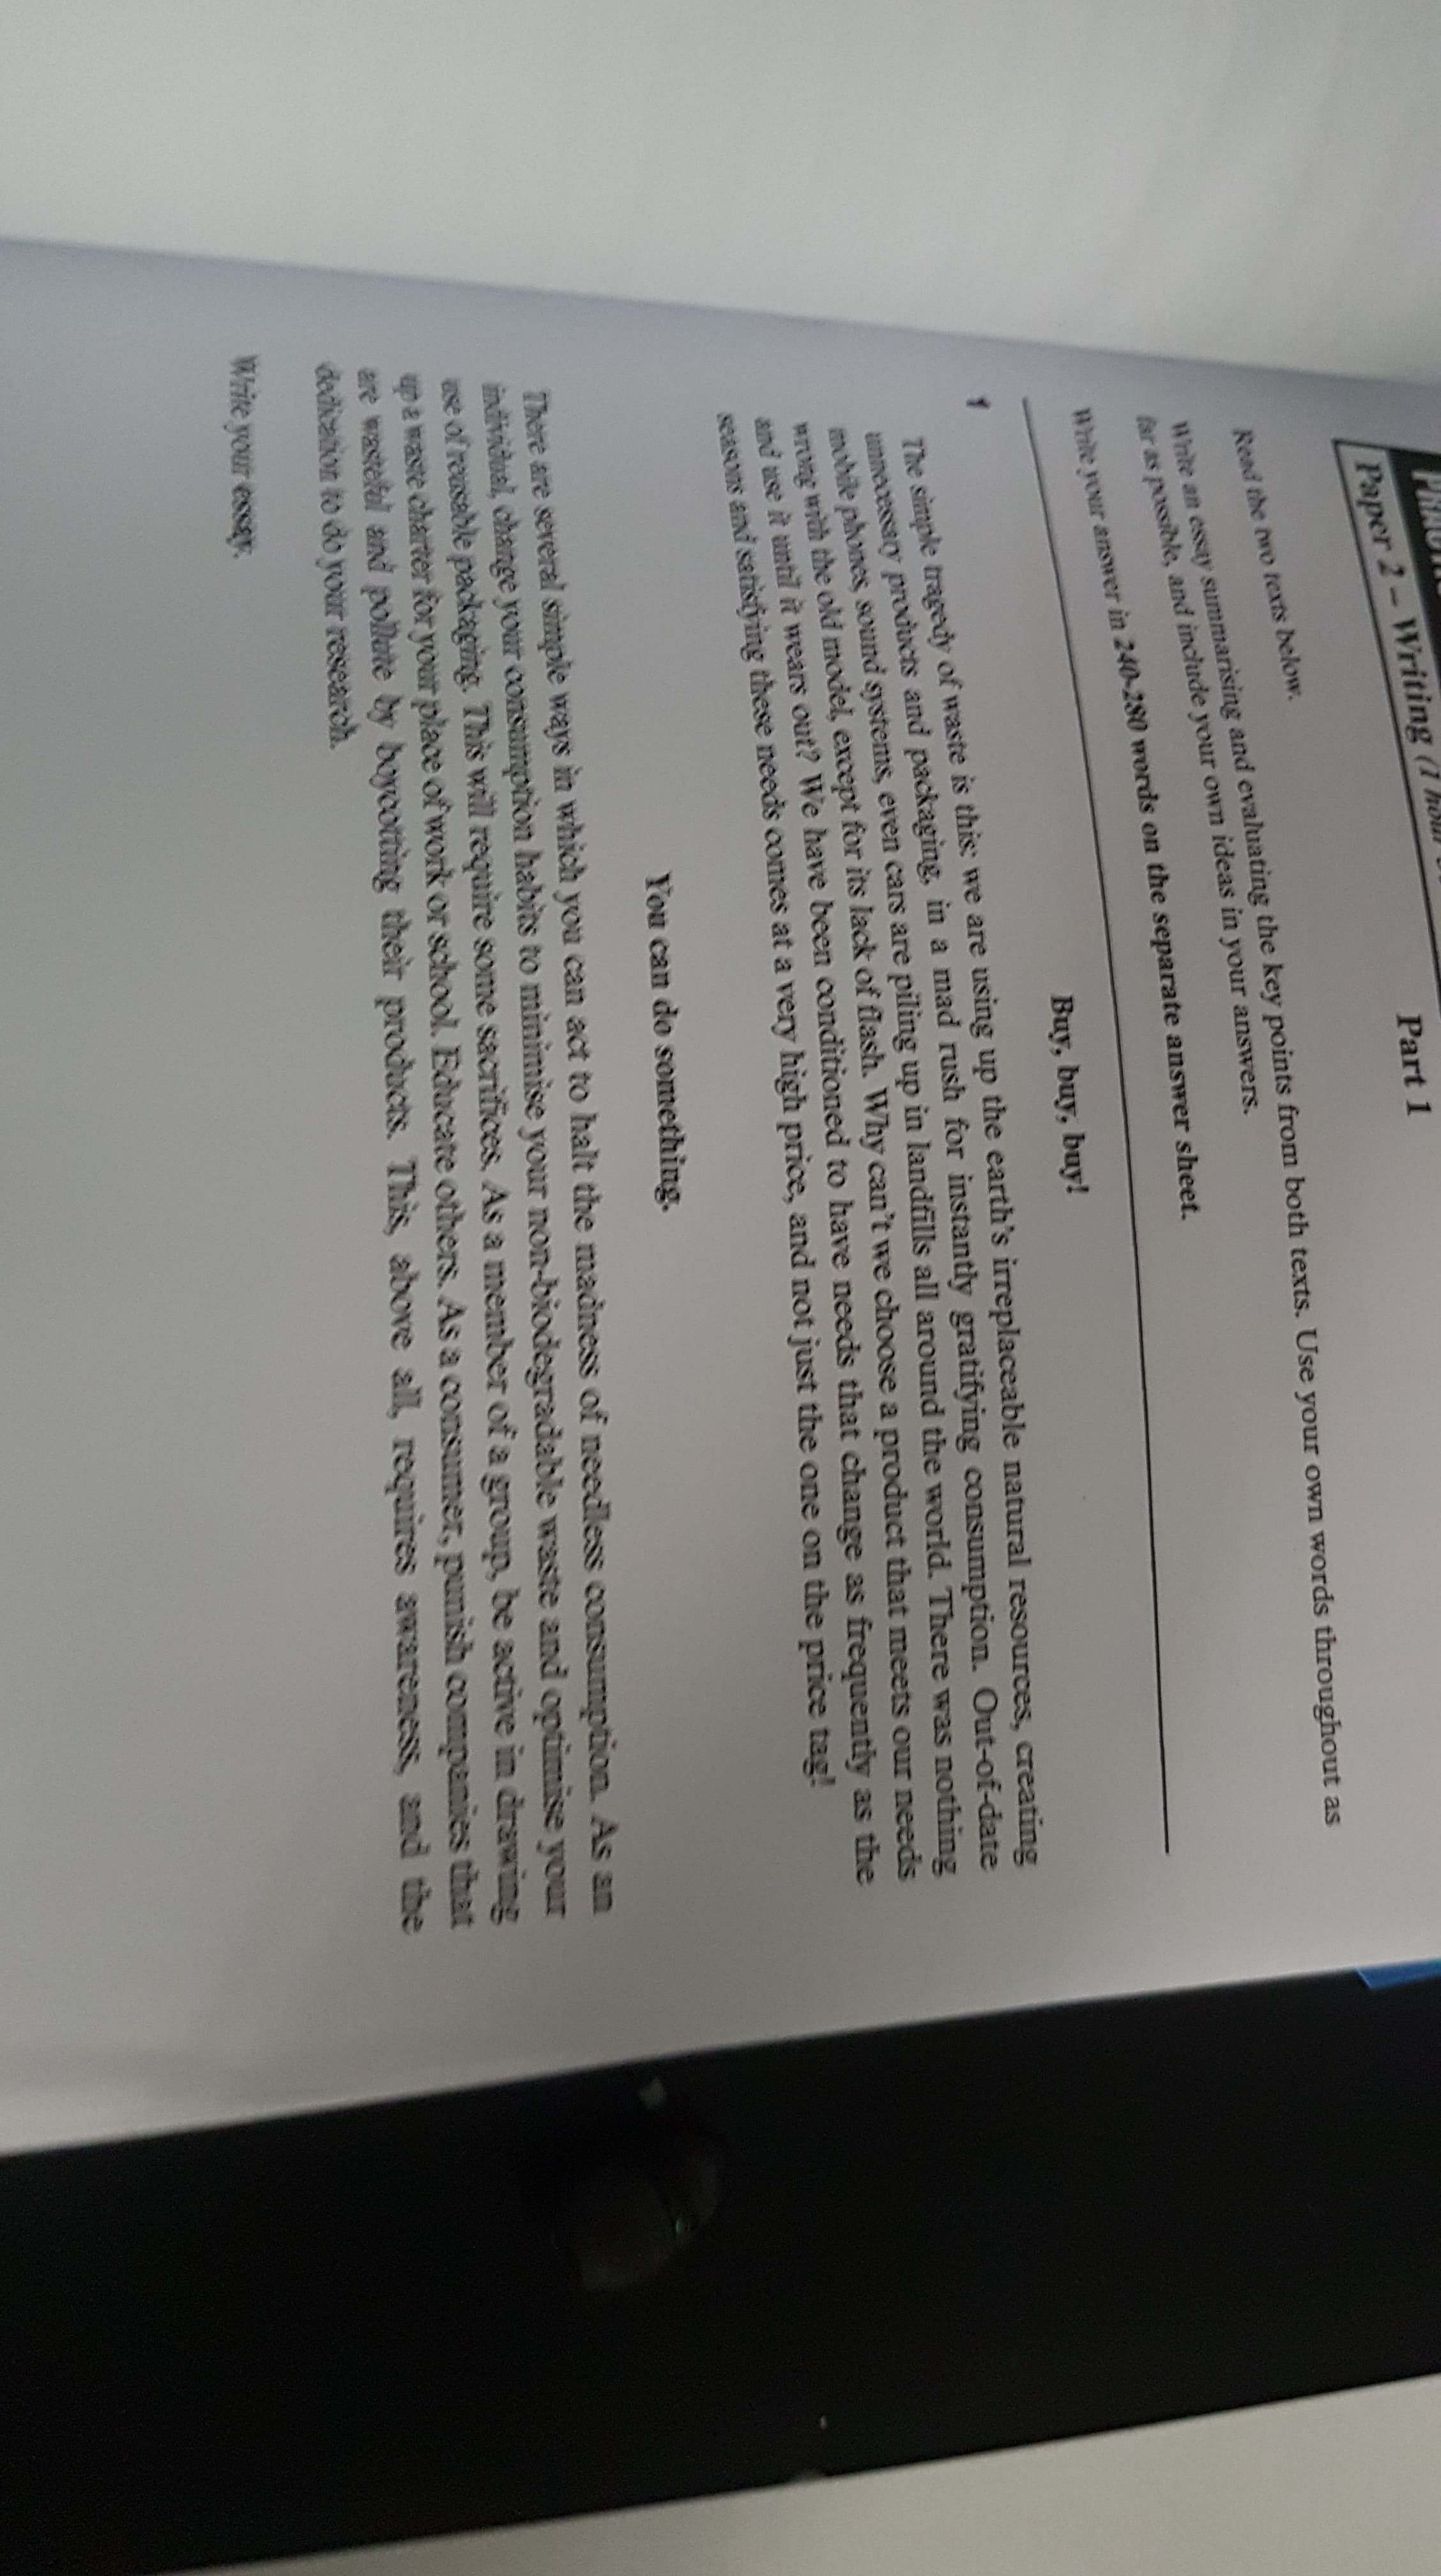 Paper 2 – Writing (1 hour
Part 1
Read the two texts below.
Write an essay summarising and evaluating the key points from both texts. Use your own words throughout as
far as possible, and include your own ideas in your answers.
Write your answer in 240-280 words on the separate answer sheet.
Buy, buy, buy!
1
The simple tragedy of waste is this: we are using up the earth's irreplaceable natural resources, creating
unnecessary products and packaging, in a mad rush for instantly gratifying consumption. Out-of-date
mobile phones, sound systems, even cars are piling up in landfills all around the world. There was nothing
wrong with the old model, except for its lack of flash. Why can't we choose a product that meets our needs
and use it until it wears out? We have been conditioned to have needs that change as frequently as the
seasons and satisfying these needs comes at a very high price, and not just the one on the price tag!
You can do something.
There are several simple ways in which you can act to halt the madness of needless consumption. As an
individual, change your consumption habits to minimise your non-biodegradable waste and optimise your
use of reusable packaging. This will require some sacrifices. As a member of a group, be active in drawing
up a waste charter for your place of work or school. Educate others. As a consumer, punish companies that
are wasteful and pollute by boycotting their products. This, above all, requires awareness, and the
dedication to do your research.
Write your essay.